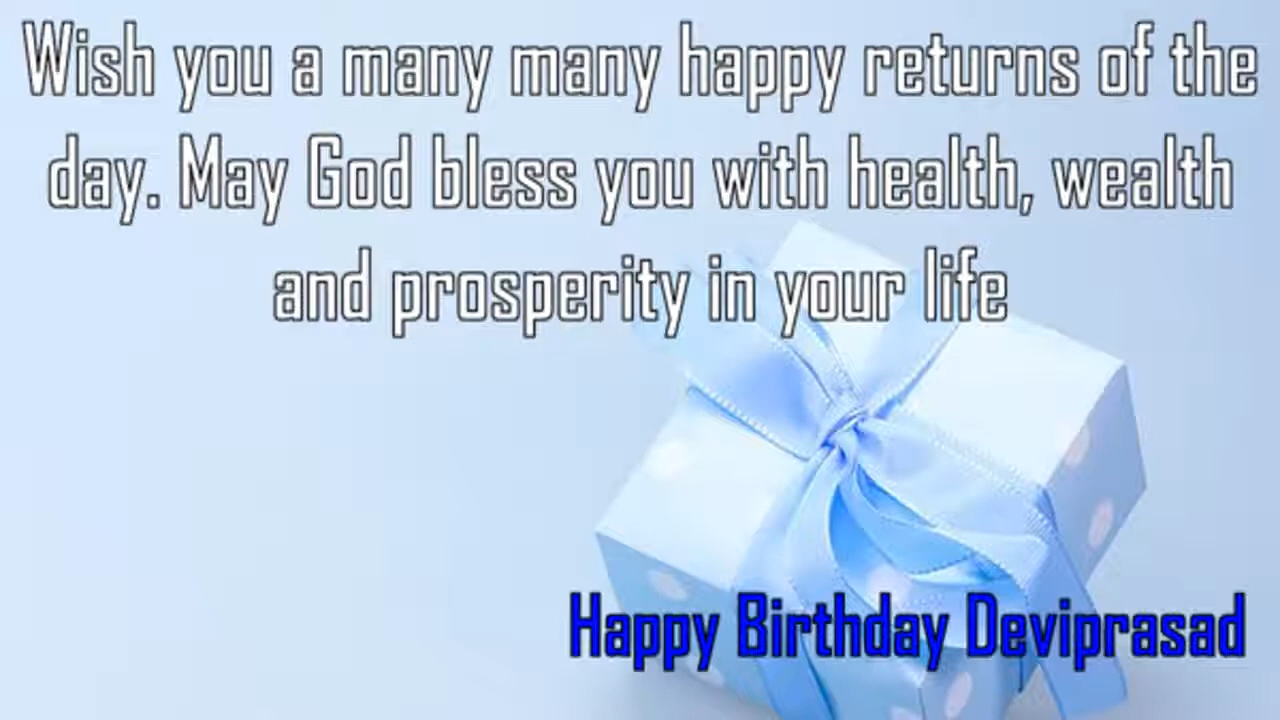 Wish you a many many happy returns of the
day. May God bless you with health, wealth
and prosperity in your life
Happy Birthday Deviprasad